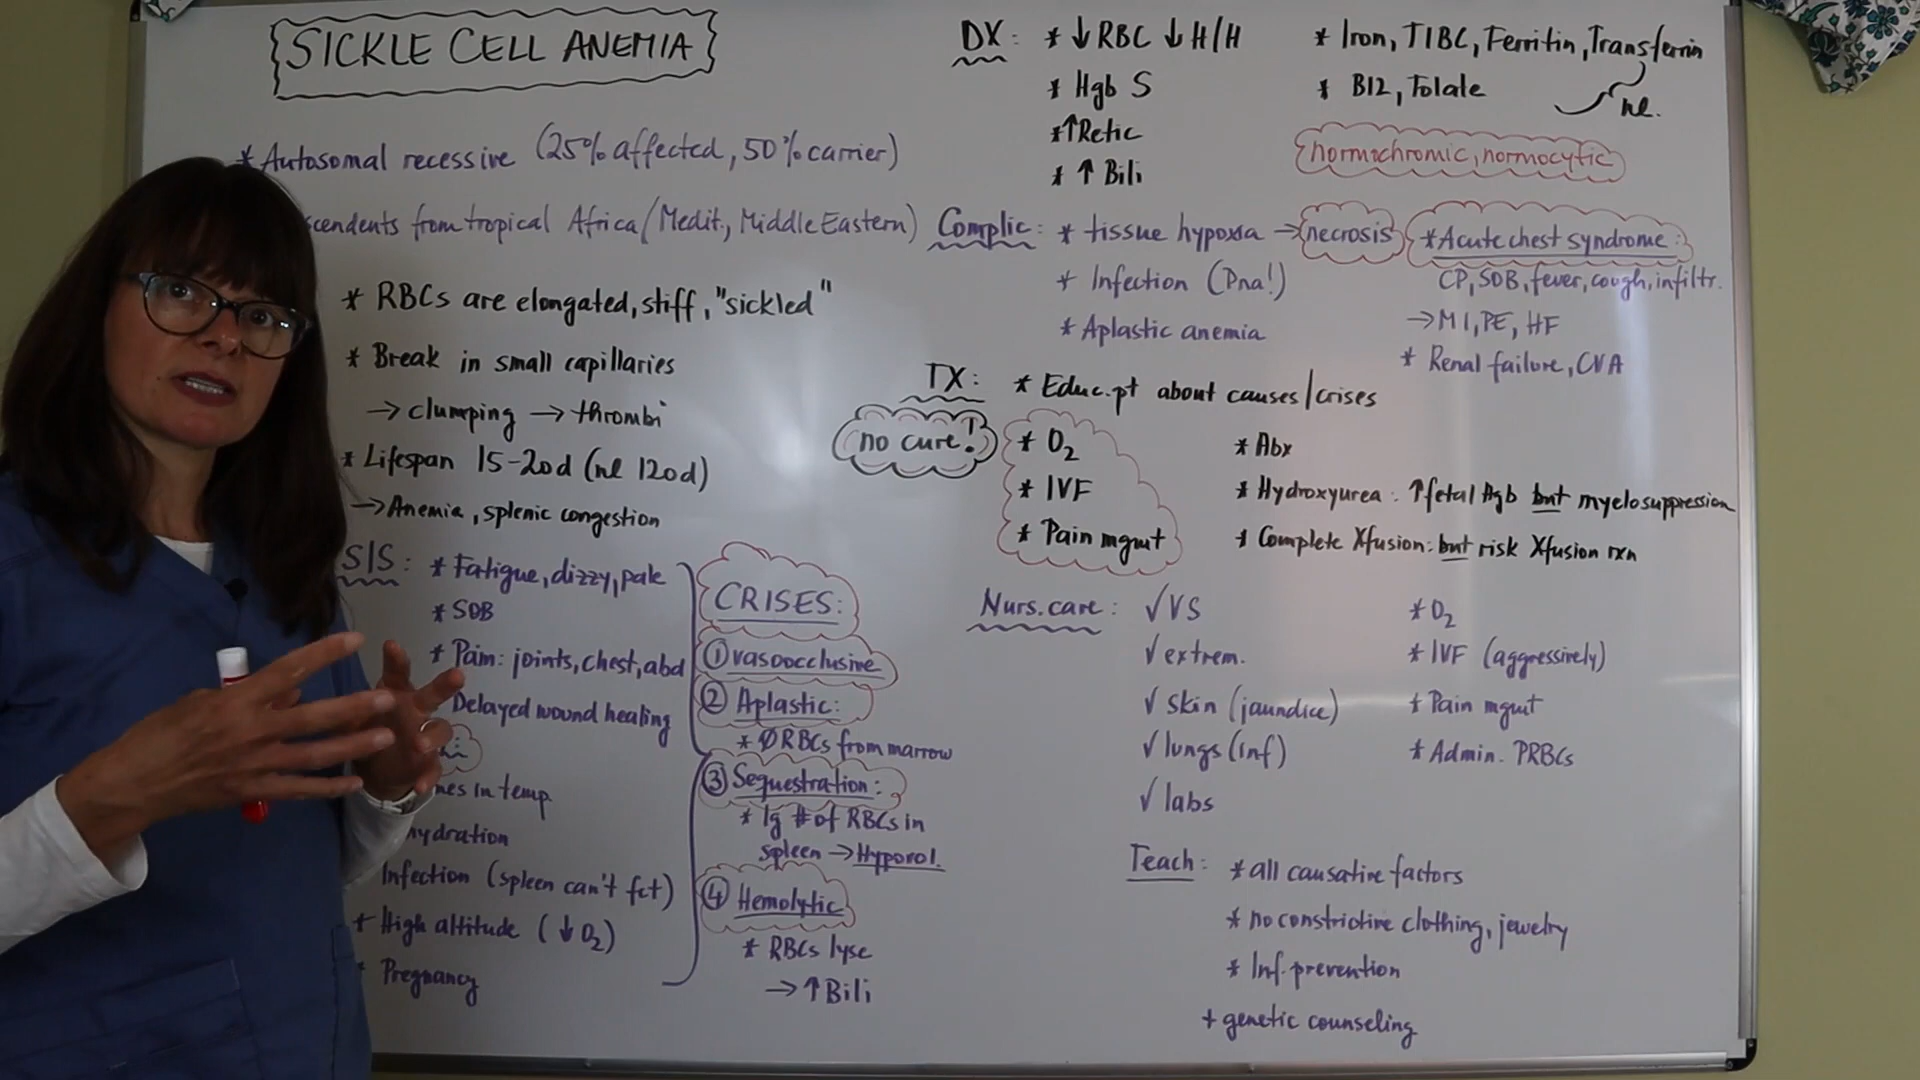 SICKLE CELL ANEMIA
* Autosomal recessive (25% affected, 50% carrier)
scendents from tropical Africa (Medit., Middle Eastern)
* RBCs are elongated, stiff, "sickled"
* Break in small capillaries
→ clumping → thrombi
* Lifespan 15-20d (nl 120d)
→ Anemia, splenic congestion
S/S: * Fatigue, dizzy, pale
* SOB
* Pain: joints, chest, abd
Delayed wound healing
es in temp.
hydration
Infection (spleen can't fct)
* High altitude (↓ O2)
* Pregnancy
CRISES:
① vasoocclusive
② Aplastic:
* ∅ RBCs from marrow
③ Sequestration:
* lg # of RBCs in
spleen → Hypovol.
④ Hemolytic
* RBCs lyse
→ ↑ Bili
DX: * ↓ RBC ↓ H/H
* Hgb S
* ↑ Retic
* ↑ Bili
* Iron, TIBC, Ferritin, Transferrin
* B12, Folate
nl.
normochromic, normocytic
Complic: * tissue hypoxia → necrosis
* Infection (Pna!)
* Aplastic anemia
* Acute chest syndrome:
CP, SOB, fever, cough, infiltr.
→ MI, PE, HF
* Renal failure, CVA
TX: * Educ. pt about causes/crises
no cure!
* O2
* IVF
* Pain mgmt
* Abx
* Hydroxyurea: ↑ fetal Hgb but myelosuppression
* Complete Xfusion: but risk Xfusion rxn
Nurs. care: √ VS
√ extrem.
√ skin (jaundice)
√ lungs (inf)
√ labs
* O2
* IVF (aggressively)
* Pain mgmt
* Admin. PRBCs
Teach: * all causative factors
* no constrictive clothing, jewelry
* Inf. prevention
+ genetic counseling